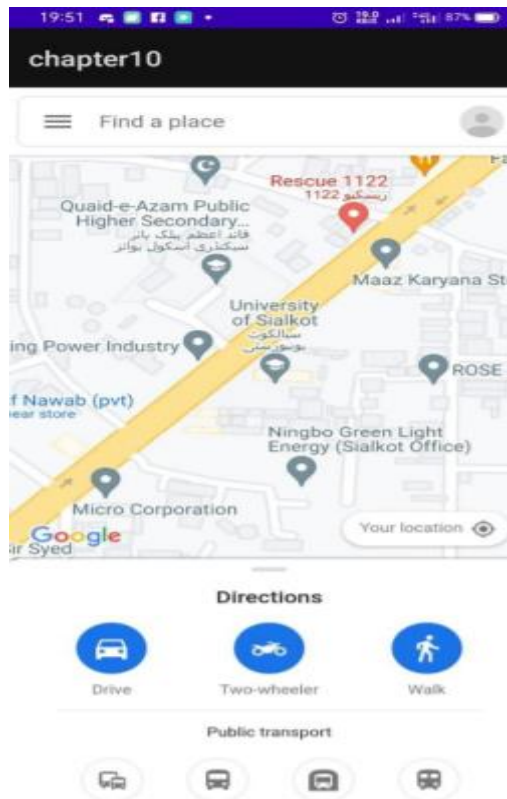 19:51
87%
chapter10
Find a place
Rescue 1122
ریسکیو 1122
Quaid-e-Azam Public
Higher Secondary...
قائد اعظم پبلک ہائر
سیکنڈری اسکول بوائز
Maaz Karyana St
University
of Sialkot
سیالکوٹ
یونیورسٹی
ing Power Industry
ROSE
f Nawab (pvt)
ear store
Ningbo Green Light
Energy (Sialkot Office)
Micro Corporation
Your location
Google
ir Syed
Directions
Drive
Two-wheeler
Walk
Public transport